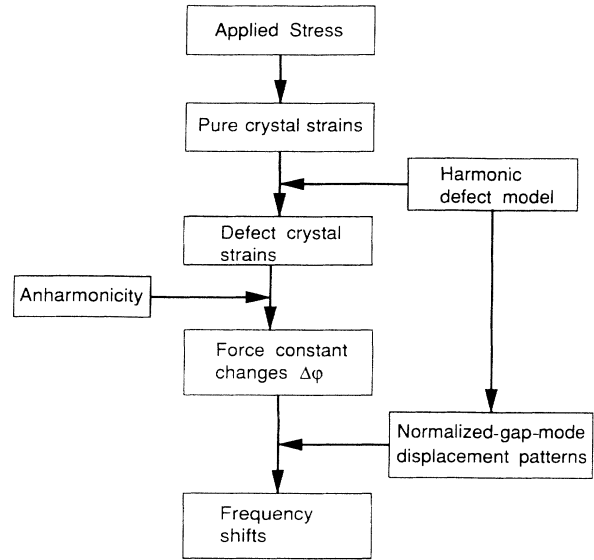 Applied Stress
Pure crystal strains
Harmonic
defect model
Defect crystal
strains
Anharmonicity
Force constant
changes Δφ
Normalized-gap-mode
displacement patterns
Frequency
shifts